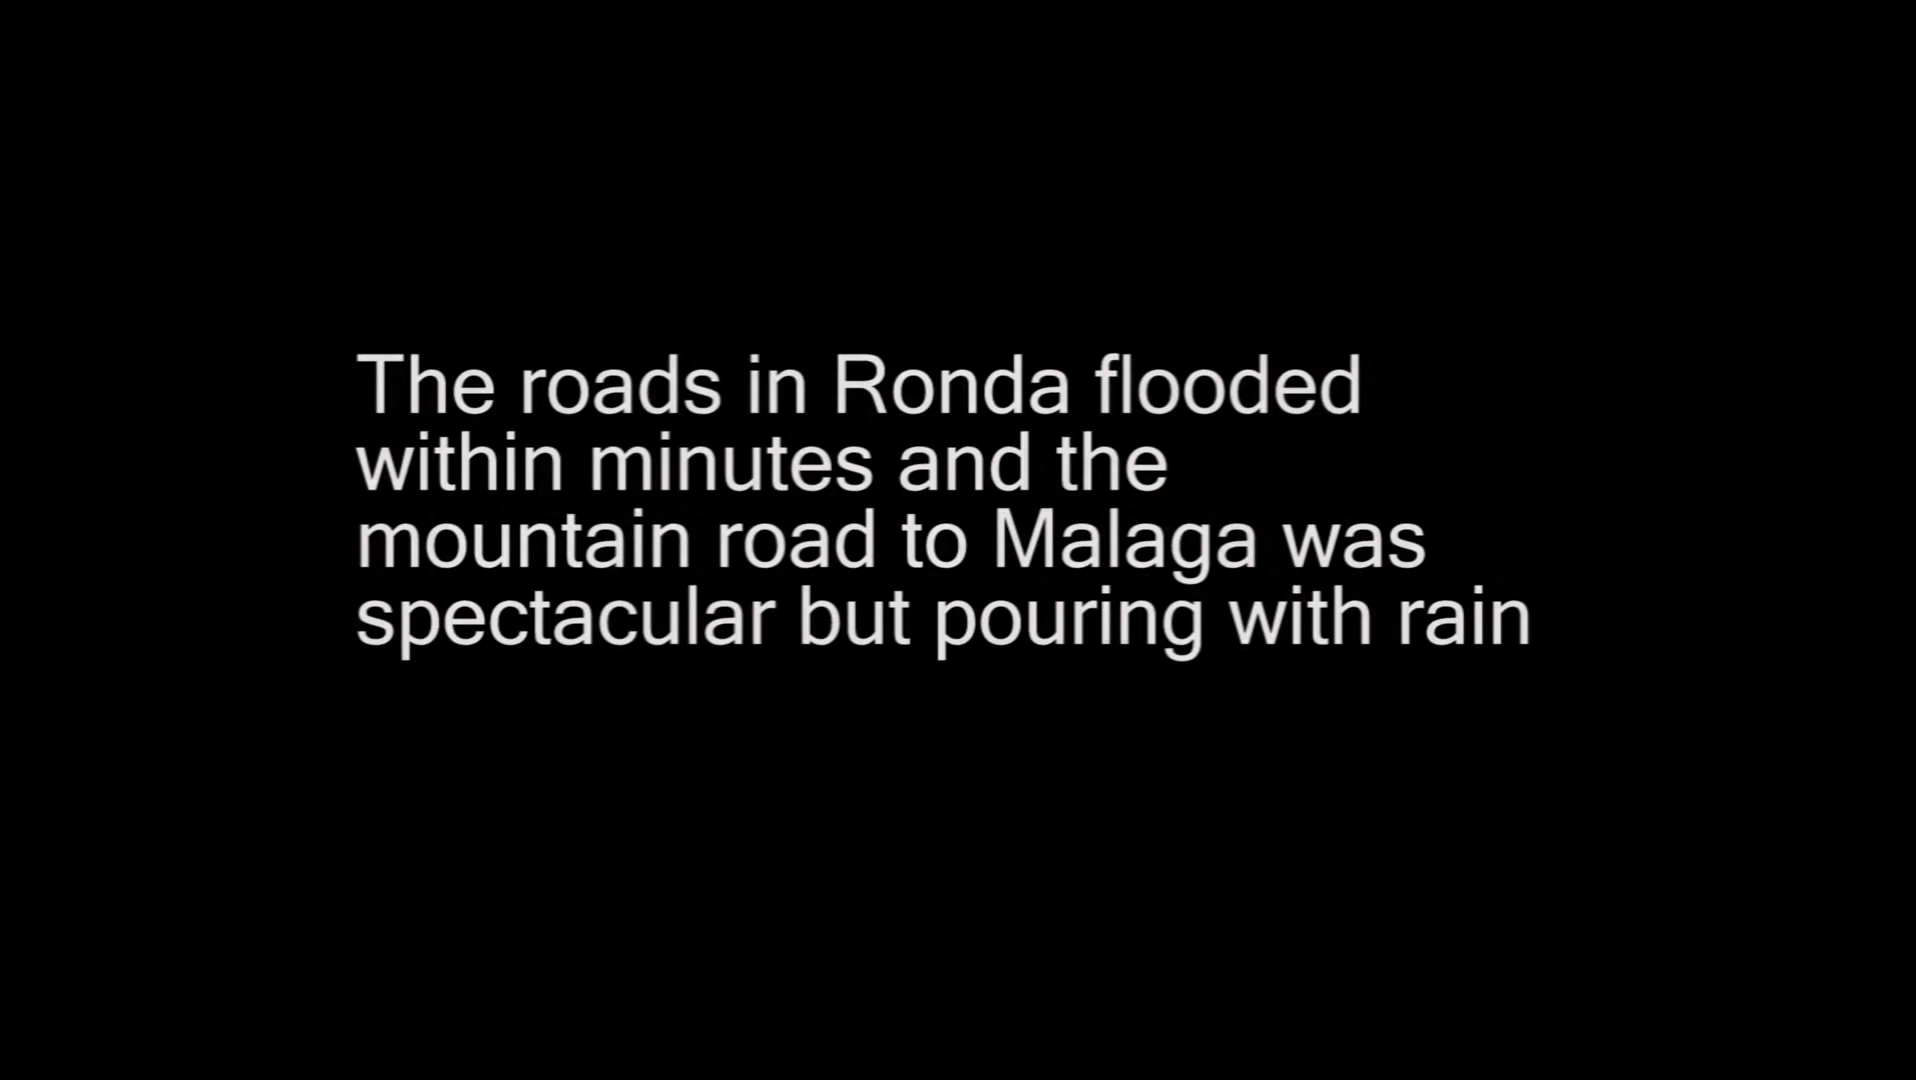 The roads in Ronda flooded
within minutes and the
mountain road to Malaga was
spectacular but pouring with rain